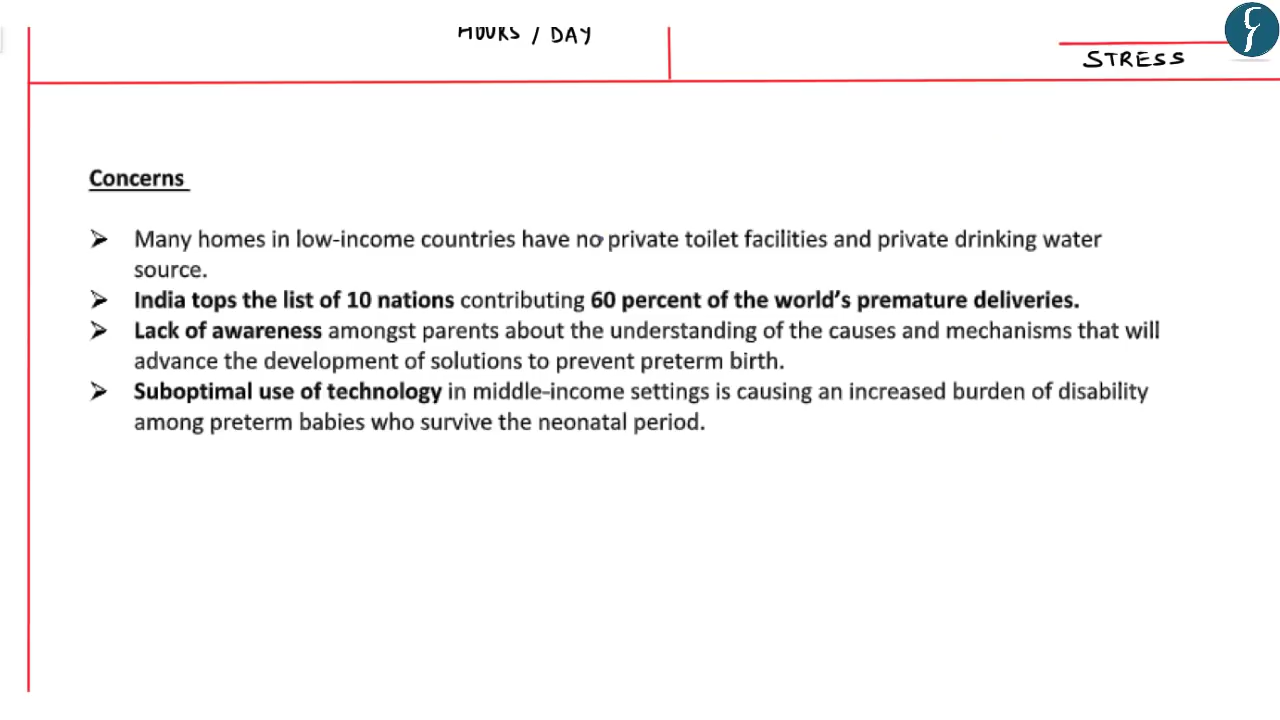 HOURS / DAY
STRESS
Concerns
➢ Many homes in low-income countries have no private toilet facilities and private drinking water
source.
➢ India tops the list of 10 nations contributing 60 percent of the world's premature deliveries.
➢ Lack of awareness amongst parents about the understanding of the causes and mechanisms that will
advance the development of solutions to prevent preterm birth.
➢ Suboptimal use of technology in middle-income settings is causing an increased burden of disability
among preterm babies who survive the neonatal period.